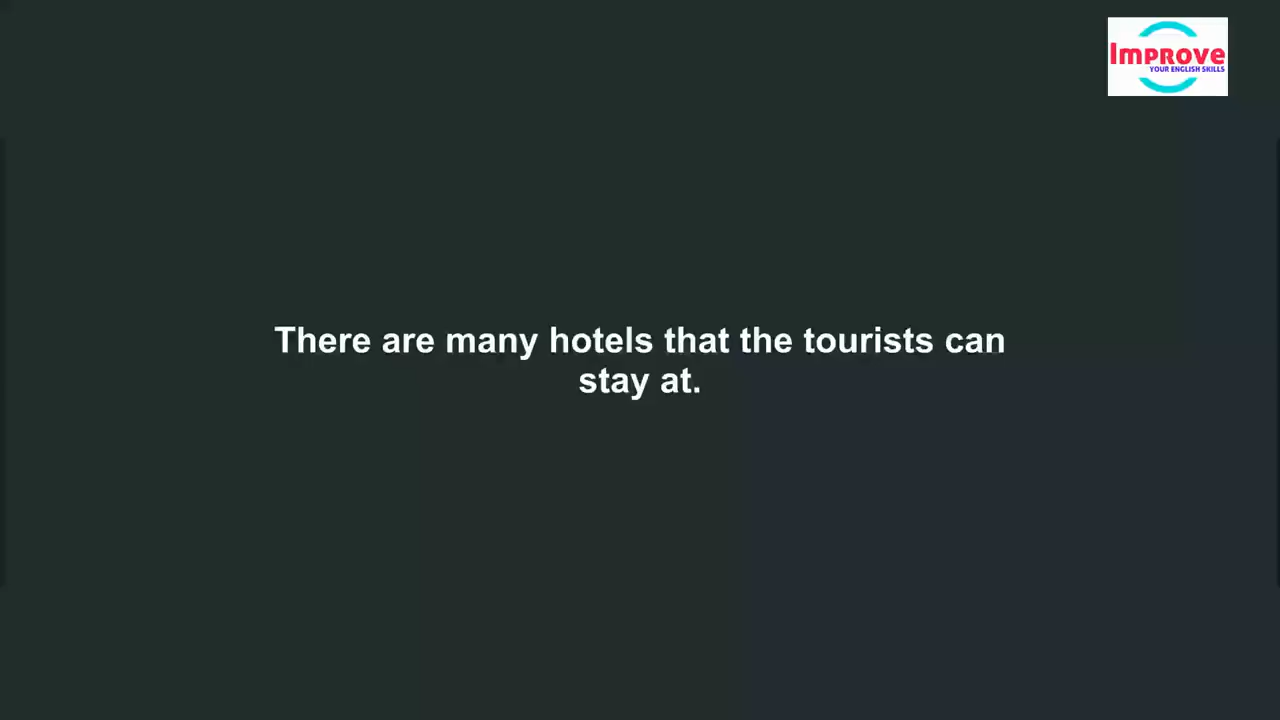 Improve
YOUR ENGLISH SKILLS
There are many hotels that the tourists can
stay at.